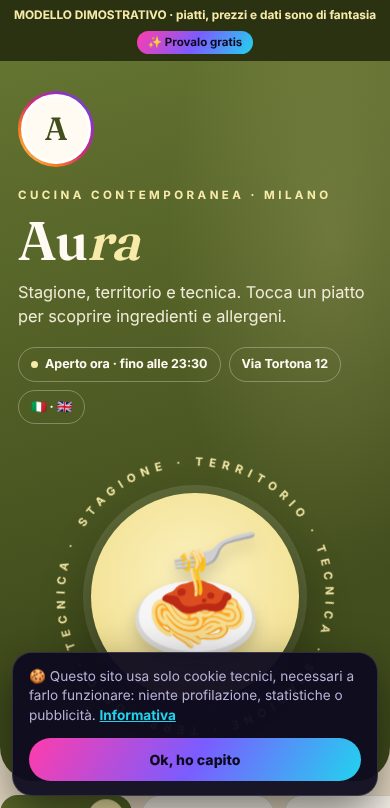 MODELLO DIMOSTRATIVO · piatti, prezzi e dati sono di fantasia
✨ Provalo gratis
A
CUCINA CONTEMPORANEA · MILANO
Aura
Stagione, territorio e tecnica. Tocca un piatto
per scoprire ingredienti e allergeni.
Aperto ora · fino alle 23:30
Via Tortona 12
🇮🇹 · 🇬🇧
TECNICA · STAGIONE · TERRITORIO · TECNICA ·
🍪 Questo sito usa solo cookie tecnici, necessari a
farlo funzionare: niente profilazione, statistiche o
pubblicità. Informativa
Ok, ho capito